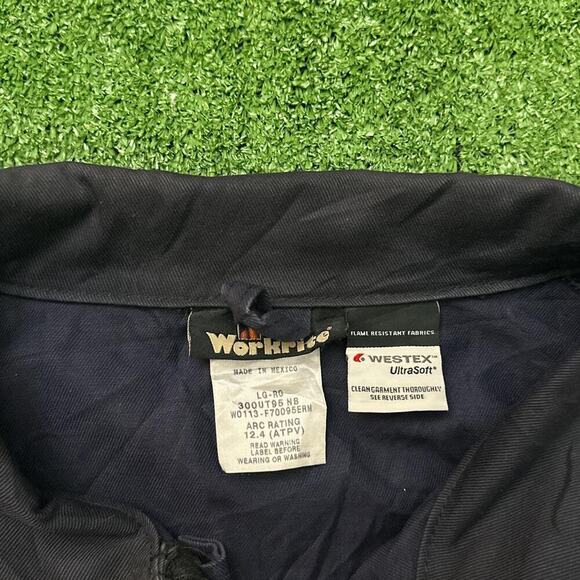 Workrite®
MADE IN MEXICO
LG-RG
300UT95 NB
W0113-F70095ERM
ARC RATING
12.4 (ATPV)
READ WARNING
LABEL BEFORE
WEARING OR WASHING
FLAME RESISTANT FABRICS
WESTEX™
UltraSoft®
CLEAN GARMENT THOROUGHLY
SEE REVERSE SIDE